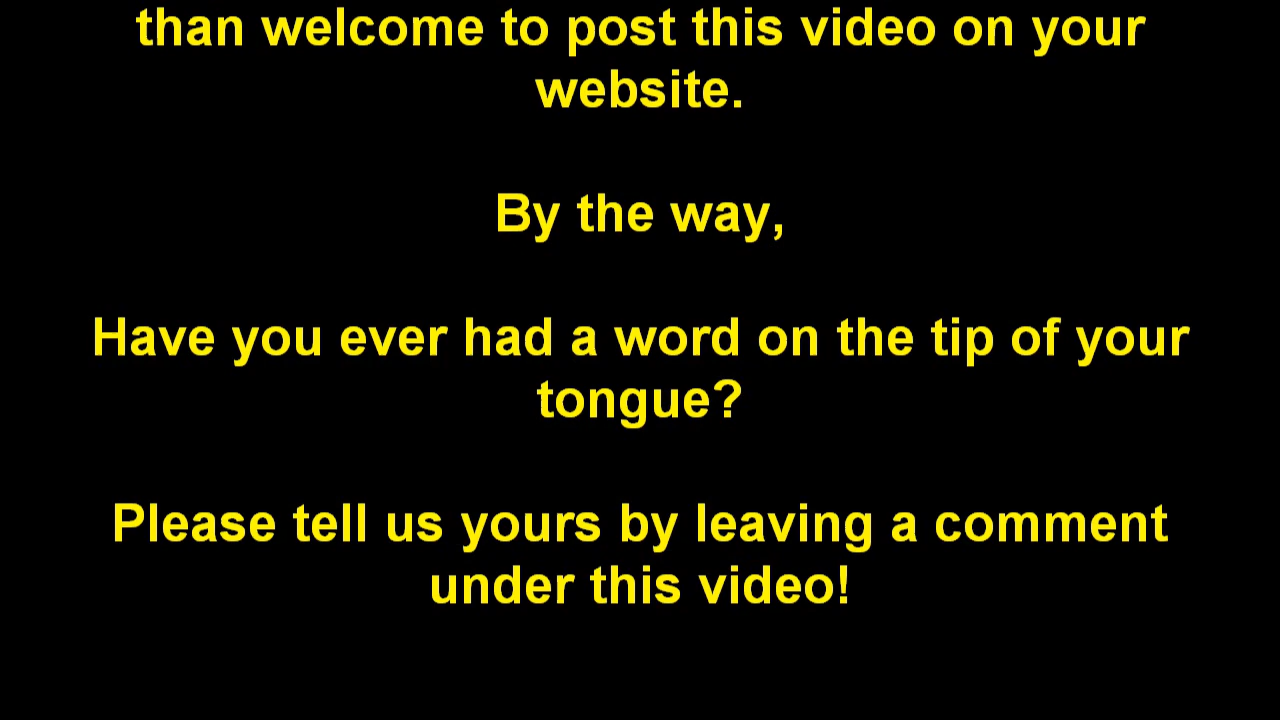 than welcome to post this video on your
website.
By the way,
Have you ever had a word on the tip of your
tongue?
Please tell us yours by leaving a comment
under this video!